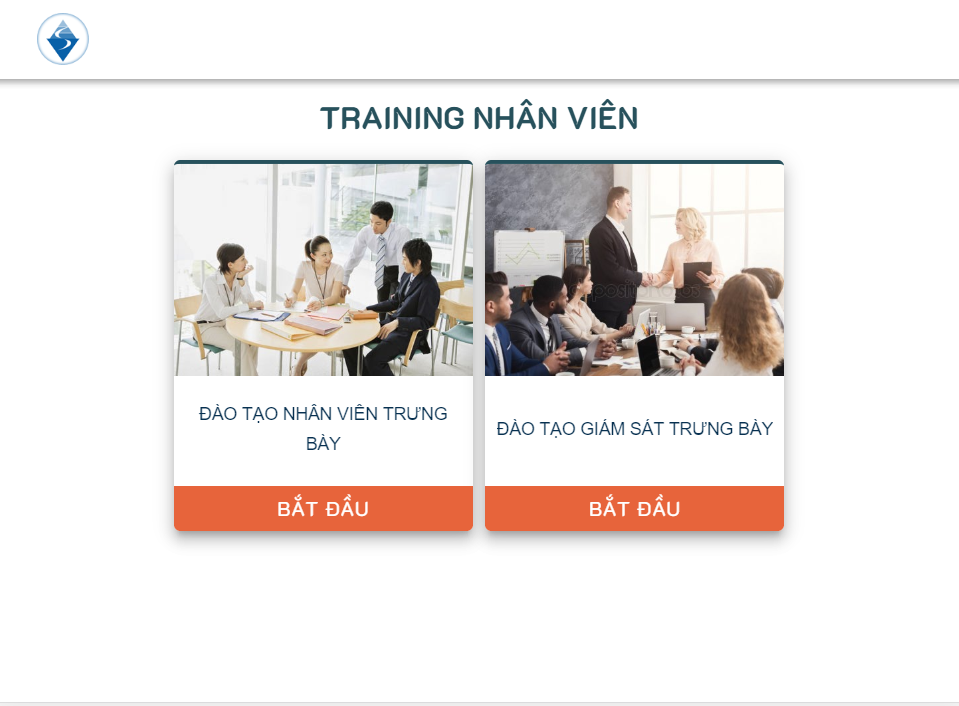 TRAINING NHÂN VIÊN
ĐÀO TẠO NHÂN VIÊN TRƯNG
BÀY
ĐÀO TẠO GIÁM SÁT TRƯNG BÀY
BẮT ĐẦU
BẮT ĐẦU